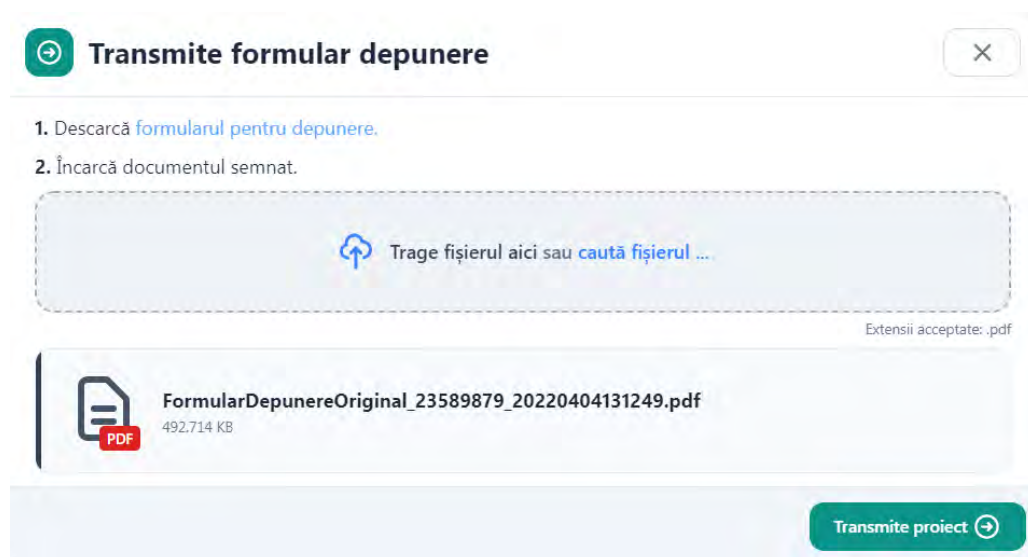 Transmite formular depunere
1. Descarcă formularul pentru depunere.
2. Încarcă documentul semnat.
Trage fișierul aici sau caută fișierul ...
Extensii acceptate: .pdf
FormularDepunereOriginal_23589879_20220404131249.pdf
492.714 KB
PDF
Transmite proiect